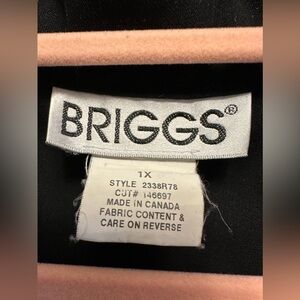 BRIGGS®
1X
STYLE 2338R78
CUT# 146697
MADE IN CANADA
FABRIC CONTENT &
CARE ON REVERSE